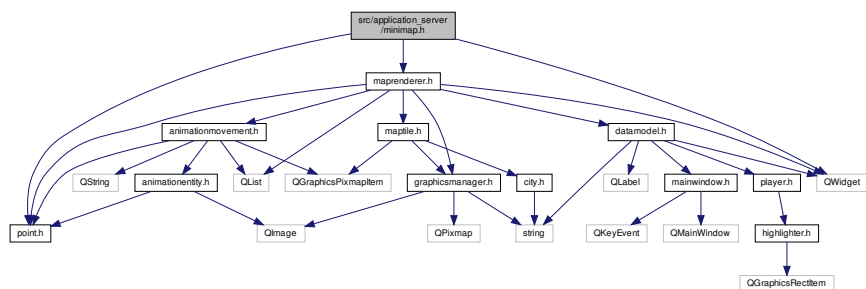 src/application_server
/minimap.h
maprenderer.h
animationmovement.h
maptile.h
datamodel.h
QString
animationentity.h
QList
QGraphicsPixmapItem
graphicsmanager.h
city.h
QLabel
mainwindow.h
player.h
QWidget
point.h
QImage
QPixmap
string
QKeyEvent
QMainWindow
highlighter.h
QGraphicsRectItem